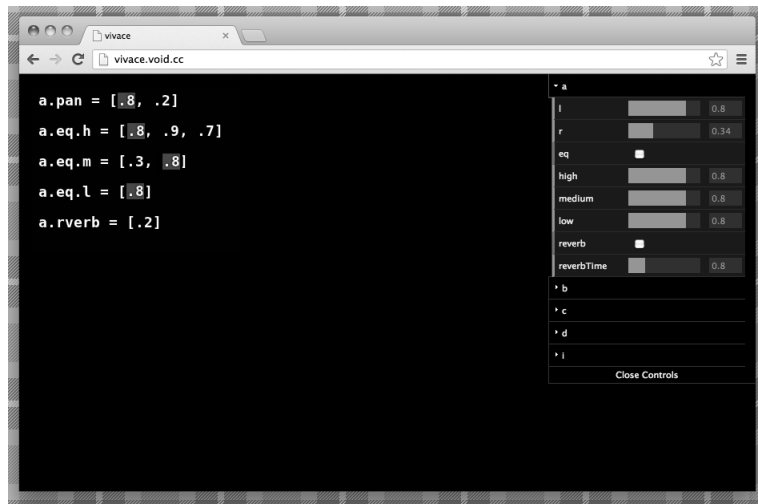 vivace
vivace.void.cc
a.pan = [.8, .2]
a.eq.h = [.8, .9, .7]
a.eq.m = [.3, .8]
a.eq.l = [.8]
a.rverb = [.2]
a
l 0.8
r 0.34
eq
high 0.8
medium 0.8
low 0.8
reverb
reverbTime 0.8
b
c
d
i
Close Controls